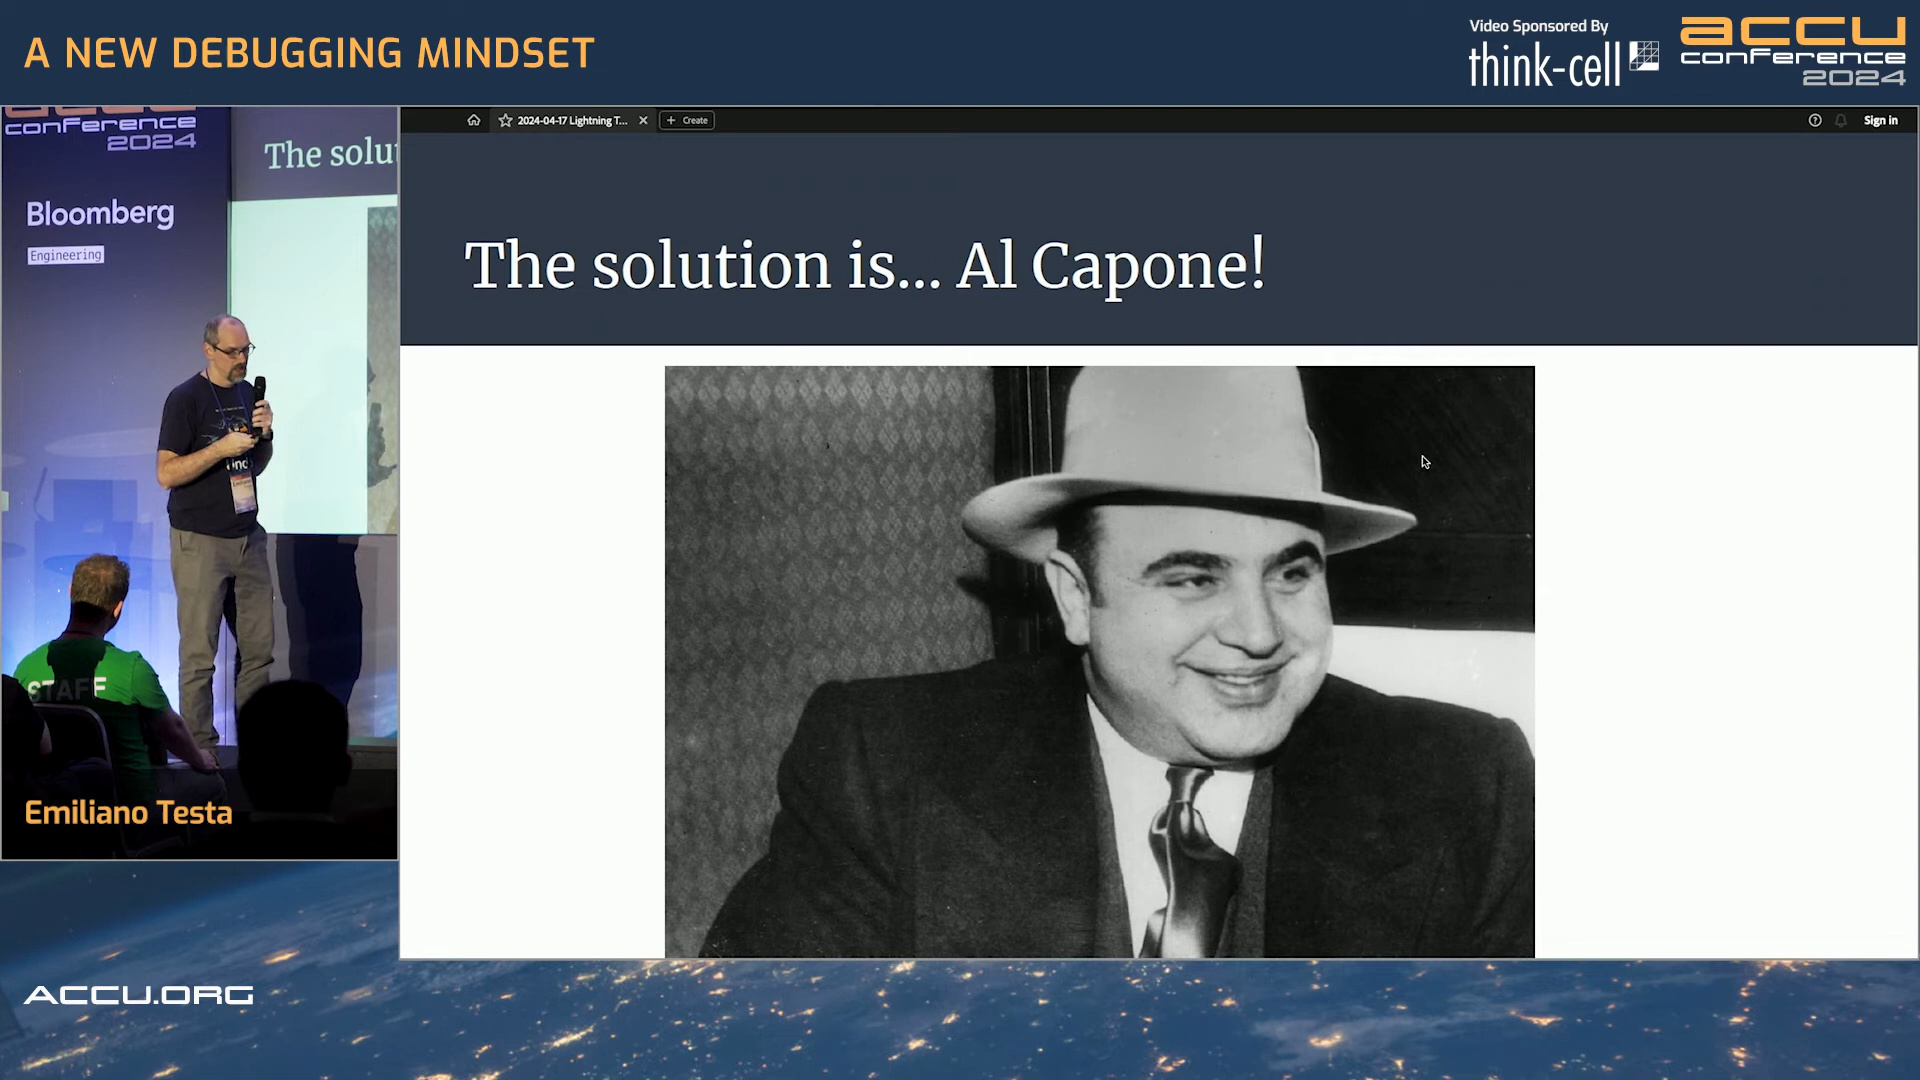 A NEW DEBUGGING MINDSET
Video Sponsored By
think-cell
accu
conference
2024
conference
2024
The solu
Bloomberg
Engineering
STAFF
Emiliano Testa
2024-04-17 Lightning T...
Create
Sign in
The solution is... Al Capone!
ACCU.ORG